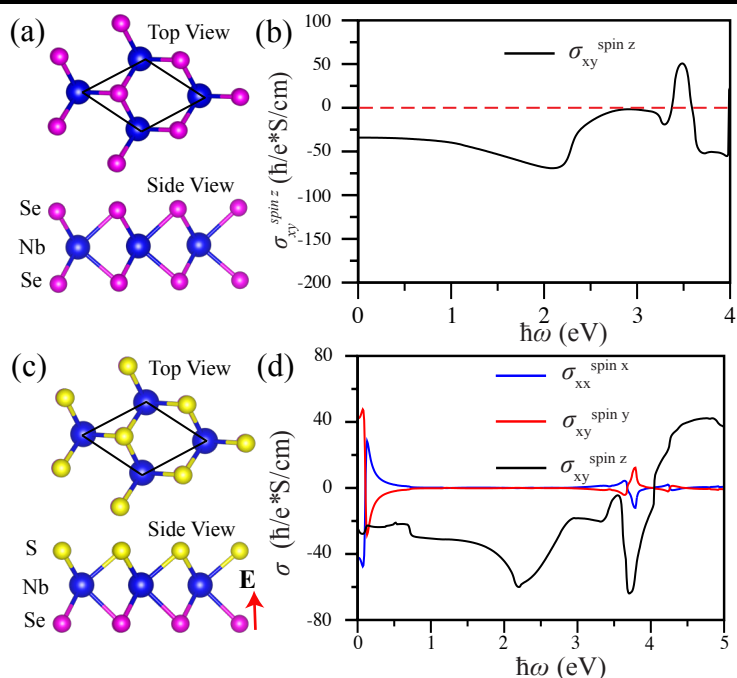 (a)
Top View
Side View
Se
Nb
Se
(b)
σxy spin z
σxy spin z (ħ/e*S/cm)
100
50
0
-50
-100
-150
-200
0 1 2 3 4
ħω (eV)
(c)
Top View
Side View
S
Nb
Se
E
(d)
σxx spin x
σxy spin y
σxy spin z
σ (ħ/e*S/cm)
80
40
0
-40
-80
0 1 2 3 4 5
ħω (eV)